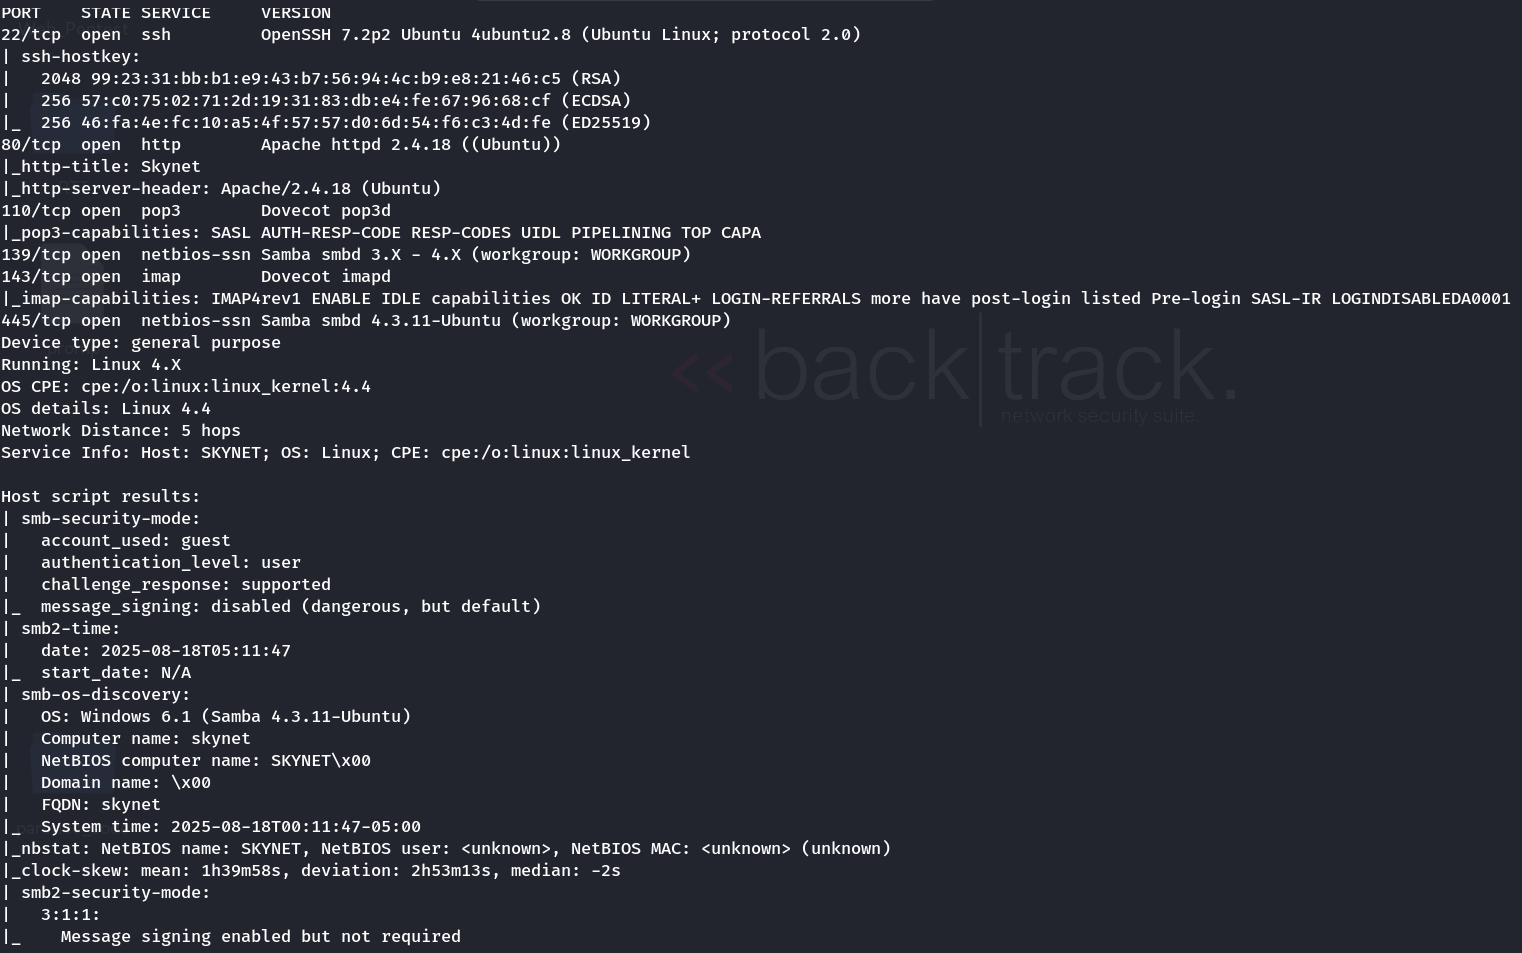 PORT    STATE SERVICE     VERSION
22/tcp  open  ssh         OpenSSH 7.2p2 Ubuntu 4ubuntu2.8 (Ubuntu Linux; protocol 2.0)
| ssh-hostkey:
|   2048 99:23:31:bb:b1:e9:43:b7:56:94:4c:b9:e8:21:46:c5 (RSA)
|   256 57:c0:75:02:71:2d:19:31:83:db:e4:fe:67:96:68:cf (ECDSA)
|_  256 46:fa:4e:fc:10:a5:4f:57:57:d0:6d:54:f6:c3:4d:fe (ED25519)
80/tcp  open  http        Apache httpd 2.4.18 ((Ubuntu))
|_http-title: Skynet
|_http-server-header: Apache/2.4.18 (Ubuntu)
110/tcp open  pop3        Dovecot pop3d
|_pop3-capabilities: SASL AUTH-RESP-CODE RESP-CODES UIDL PIPELINING TOP CAPA
139/tcp open  netbios-ssn Samba smbd 3.X - 4.X (workgroup: WORKGROUP)
143/tcp open  imap        Dovecot imapd
|_imap-capabilities: IMAP4rev1 ENABLE IDLE capabilities OK ID LITERAL+ LOGIN-REFERRALS more have post-login listed Pre-login SASL-IR LOGINDISABLEDA0001
445/tcp open  netbios-ssn Samba smbd 4.3.11-Ubuntu (workgroup: WORKGROUP)
Device type: general purpose
Running: Linux 4.X
OS CPE: cpe:/o:linux:linux_kernel:4.4
OS details: Linux 4.4
Network Distance: 5 hops
Service Info: Host: SKYNET; OS: Linux; CPE: cpe:/o:linux:linux_kernel
<< back|track.
network security suite.
Host script results:
| smb-security-mode:
|   account_used: guest
|   authentication_level: user
|   challenge_response: supported
|_  message_signing: disabled (dangerous, but default)
| smb2-time:
|   date: 2025-08-18T05:11:47
|_  start_date: N/A
| smb-os-discovery:
|   OS: Windows 6.1 (Samba 4.3.11-Ubuntu)
|   Computer name: skynet
|   NetBIOS computer name: SKYNET\x00
|   Domain name: \x00
|   FQDN: skynet
|_  System time: 2025-08-18T00:11:47-05:00
|_nbstat: NetBIOS name: SKYNET, NetBIOS user: <unknown>, NetBIOS MAC: <unknown> (unknown)
|_clock-skew: mean: 1h39m58s, deviation: 2h53m13s, median: -2s
| smb2-security-mode:
|   3:1:1:
|_    Message signing enabled but not required